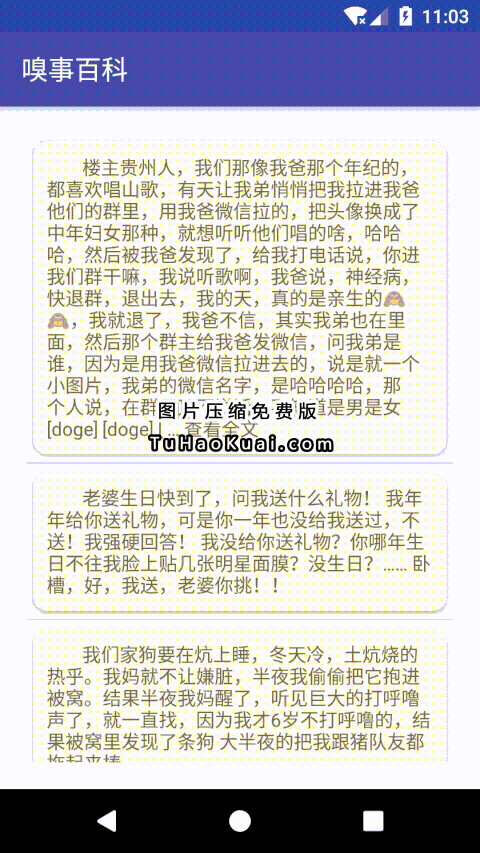 11:03
嗅事百科
楼主贵州人，我们那像我爸那个年纪的，
都喜欢唱山歌，有天让我弟悄悄把我拉进我爸
他们的群里，用我爸微信拉的，把头像换成了
中年妇女那种，就想听听他们唱的啥，哈哈
哈，然后被我爸发现了，给我打电话说，你进
我们群干嘛，我说听歌啊，我爸说，神经病，
快退群，退出去，我的天，真的是亲生的🙈
🙈，我就退了，我爸不信，其实我弟也在里
面，然后那个群主给我爸发微信，问我弟是
谁，因为是用我爸微信拉进去的，说是就一个
小图片，我弟的微信名字，是哈哈哈哈，那
个人说，在群 道是男是女
图片压缩免费版
[doge] [doge] 查看全文
TuHaoKuai.com
老婆生日快到了，问我送什么礼物！ 我年
年给你送礼物，可是你一年也没给我送过，不
送！我强硬回答！ 我没给你送礼物？你哪年生
日不往我脸上贴几张明星面膜？没生日？…… 卧
槽，好，我送，老婆你挑！！
我们家狗要在炕上睡，冬天冷，土炕烧的
热乎。我妈就不让嫌脏，半夜我偷偷把它抱进
被窝。结果半夜我妈醒了，听见巨大的打呼噜
声了，就一直找，因为我才6岁不打呼噜的，结
果被窝里发现了条狗 大半夜的把我跟猪队友都